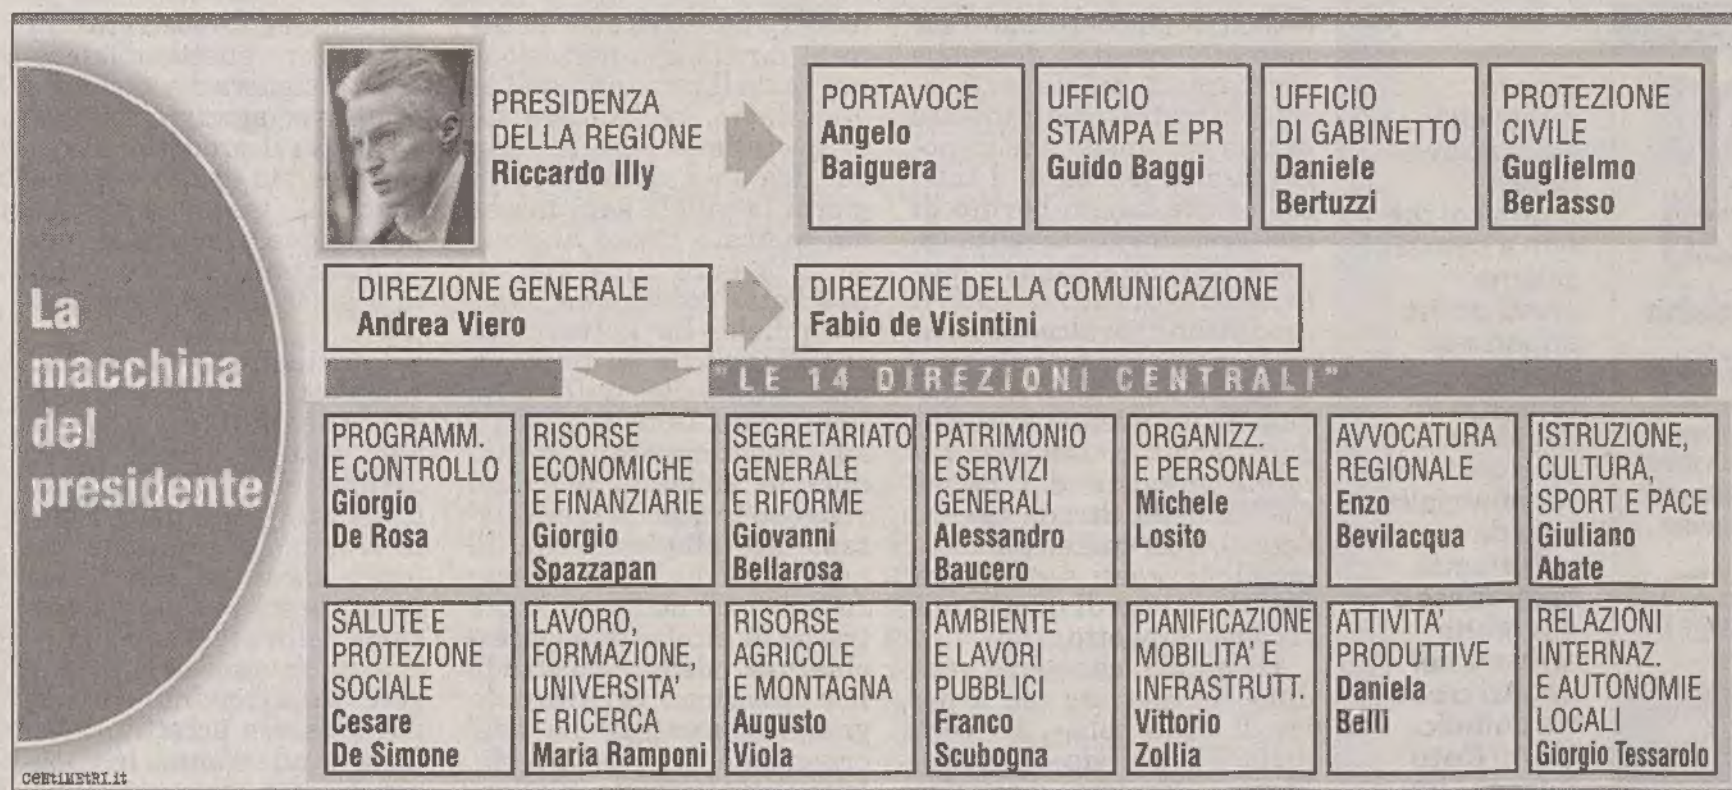 La
macchina
del
presidente
PRESIDENZA
DELLA REGIONE
Riccardo Illy
PORTAVOCE
Angelo
Baiguera
UFFICIO
STAMPA E PR
Guido Baggi
UFFICIO
DI GABINETTO
Daniele
Bertuzzi
PROTEZIONE
CIVILE
Guglielmo
Berlasso
DIREZIONE GENERALE
Andrea Viero
DIREZIONE DELLA COMUNICAZIONE
Fabio de Visintini
"LE 14 DIREZIONI CENTRALI"
PROGRAMM.
E CONTROLLO
Giorgio
De Rosa
RISORSE
ECONOMICHE
E FINANZIARIE
Giorgio
Spazzapan
SEGRETARIATO
GENERALE
E RIFORME
Giovanni
Bellarosa
PATRIMONIO
E SERVIZI
GENERALI
Alessandro
Baucero
ORGANIZZ.
E PERSONALE
Michele
Losito
AVVOCATURA
REGIONALE
Enzo
Bevilacqua
ISTRUZIONE,
CULTURA,
SPORT E PACE
Giuliano
Abate
SALUTE E
PROTEZIONE
SOCIALE
Cesare
De Simone
LAVORO,
FORMAZIONE,
UNIVERSITA'
E RICERCA
Maria Ramponi
RISORSE
AGRICOLE
E MONTAGNA
Augusto
Viola
AMBIENTE
E LAVORI
PUBBLICI
Franco
Scubogna
PIANIFICAZIONE
MOBILITA' E
INFRASTRUTT.
Vittorio
Zollia
ATTIVITA'
PRODUTTIVE
Daniela
Belli
RELAZIONI
INTERNAZ.
E AUTONOMIE
LOCALI
Giorgio Tessarolo
CENTIMETRI.it